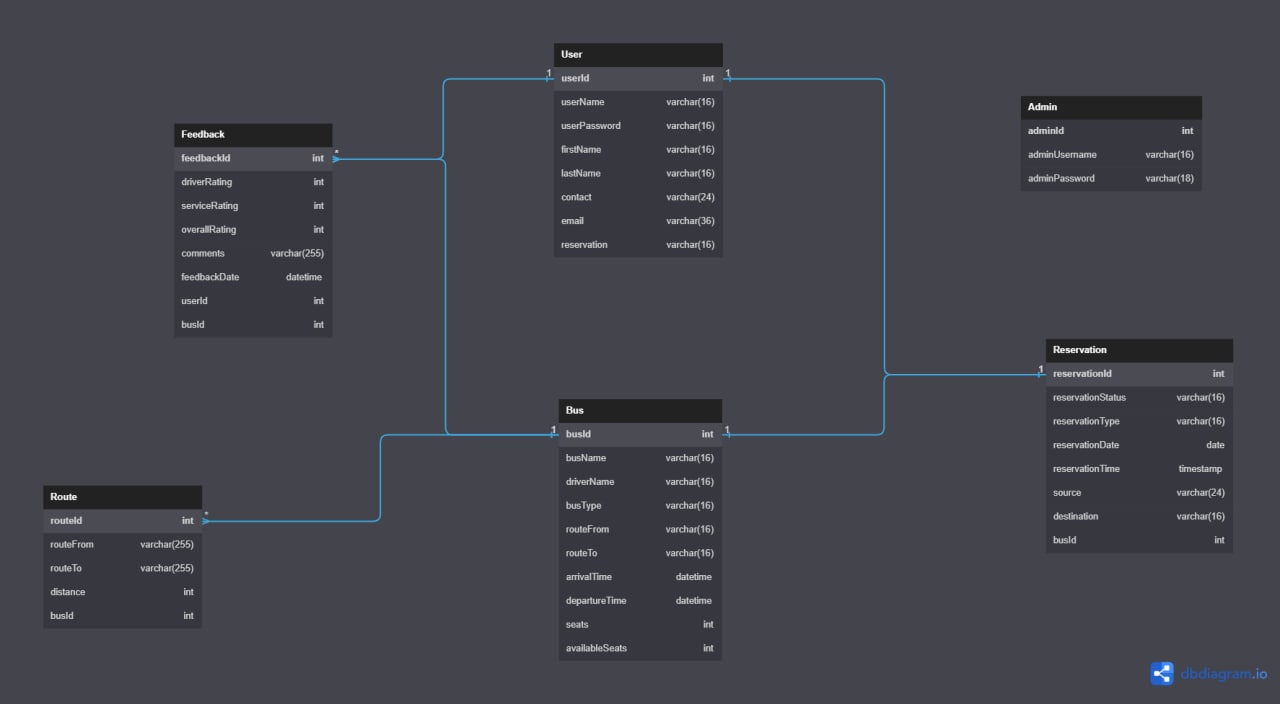 User
1 userId int 1
userName varchar(16)
userPassword varchar(16)
firstName varchar(16)
lastName varchar(16)
contact varchar(24)
email varchar(36)
reservation varchar(16)
Admin
adminId int
adminUsername varchar(16)
adminPassword varchar(18)
Feedback
feedbackId int *
driverRating int
serviceRating int
overallRating int
comments varchar(255)
feedbackDate datetime
userId int
busId int
Reservation
1 reservationId int
reservationStatus varchar(16)
reservationType varchar(16)
reservationDate date
reservationTime timestamp
source varchar(24)
destination varchar(16)
busId int
Bus
1 busId int 1
busName varchar(16)
driverName varchar(16)
busType varchar(16)
routeFrom varchar(16)
routeTo varchar(16)
arrivalTime datetime
departureTime datetime
seats int
availableSeats int
Route
routeId int *
routeFrom varchar(255)
routeTo varchar(255)
distance int
busId int
dbdiagram.io